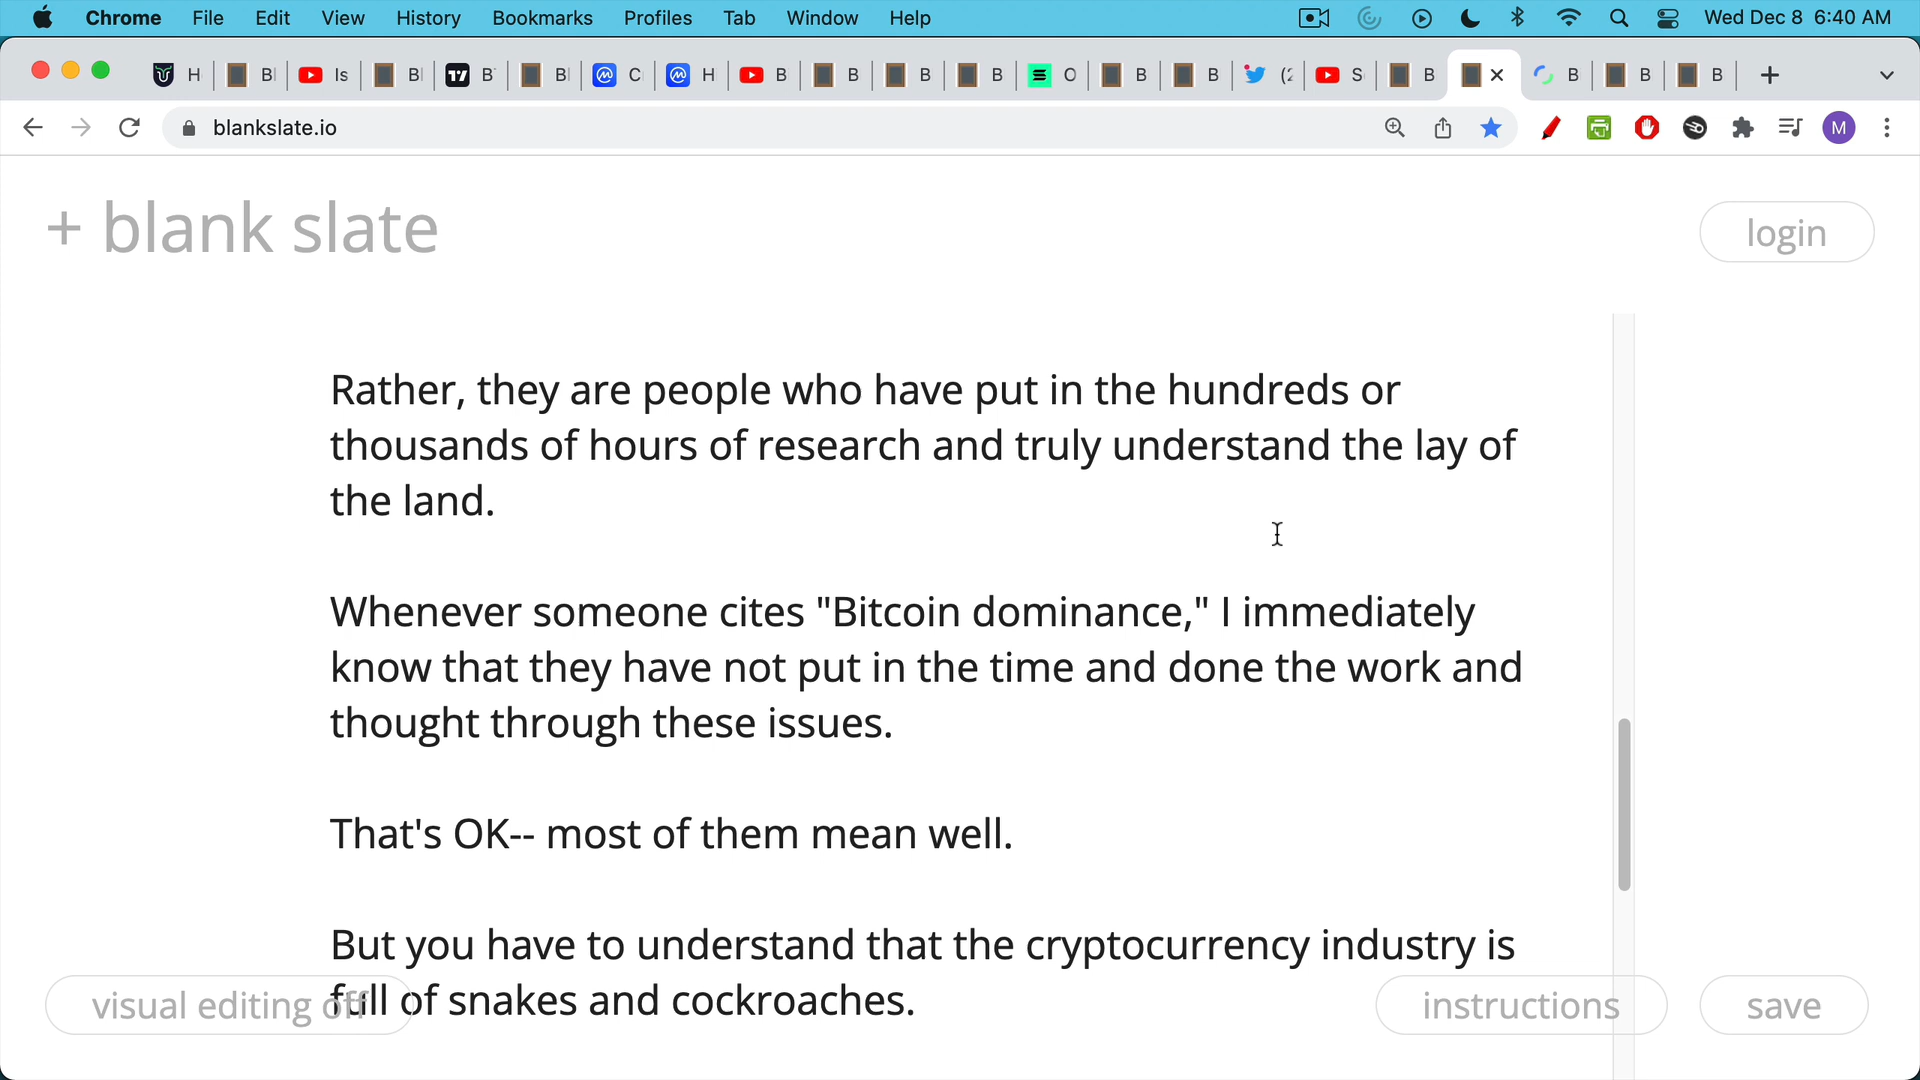 Chrome File Edit View History Bookmarks Profiles Tab Window Help Wed Dec 8 6:40 AM
H B Is B B B C H B B B B O B B (2 S B B B B
blankslate.io M
+ blank slate login
Rather, they are people who have put in the hundreds or
thousands of hours of research and truly understand the lay of
the land.
Whenever someone cites "Bitcoin dominance," I immediately
know that they have not put in the time and done the work and
thought through these issues.
That's OK-- most of them mean well.
But you have to understand that the cryptocurrency industry is
full of snakes and cockroaches.
visual editing off instructions save